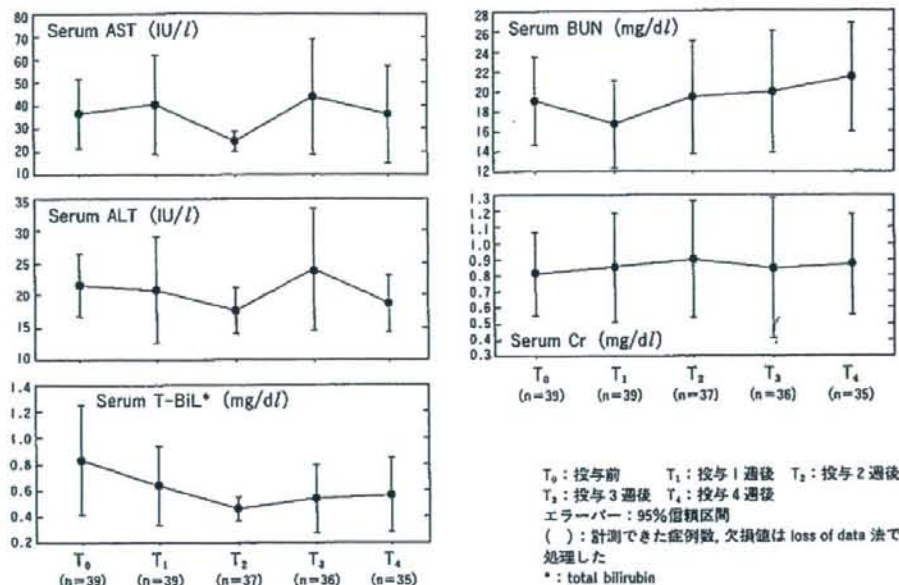 Serum AST (IU/l)
80
70
60
50
40
30
20
10
Serum ALT (IU/l)
35
30
25
20
15
10
Serum T-BiL* (mg/dl)
1.4
1.2
1.0
0.8
0.6
0.4
0.2
T₀ T₁ T₂ T₃ T₄
(n=39) (n=39) (n=37) (n=36) (n=35)
Serum BUN (mg/dl)
28
26
24
22
20
18
16
14
12
1.3
1.2
1.1
1.0
0.9
0.8
0.7
0.6
0.5
0.4
0.3
Serum Cr (mg/dl)
T₀ T₁ T₂ T₃ T₄
(n=39) (n=39) (n=37) (n=36) (n=35)
T₀:投与前 T₁:投与1週後 T₂:投与2週後
T₃:投与3週後 T₄:投与4週後
エラーバー:95%信頼区間
( ):計測できた症例数, 欠損値は loss of data 法で
処理した
*:total bilirubin